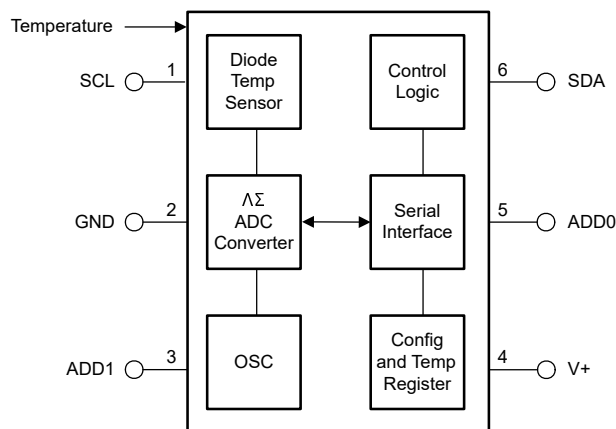 Temperature
Diode
Temp
Sensor
Control
Logic
SCL
1
6
SDA
ΛΣ
ADC
Converter
Serial
Interface
GND
2
5
ADD0
OSC
Config
and Temp
Register
ADD1
3
4
V+